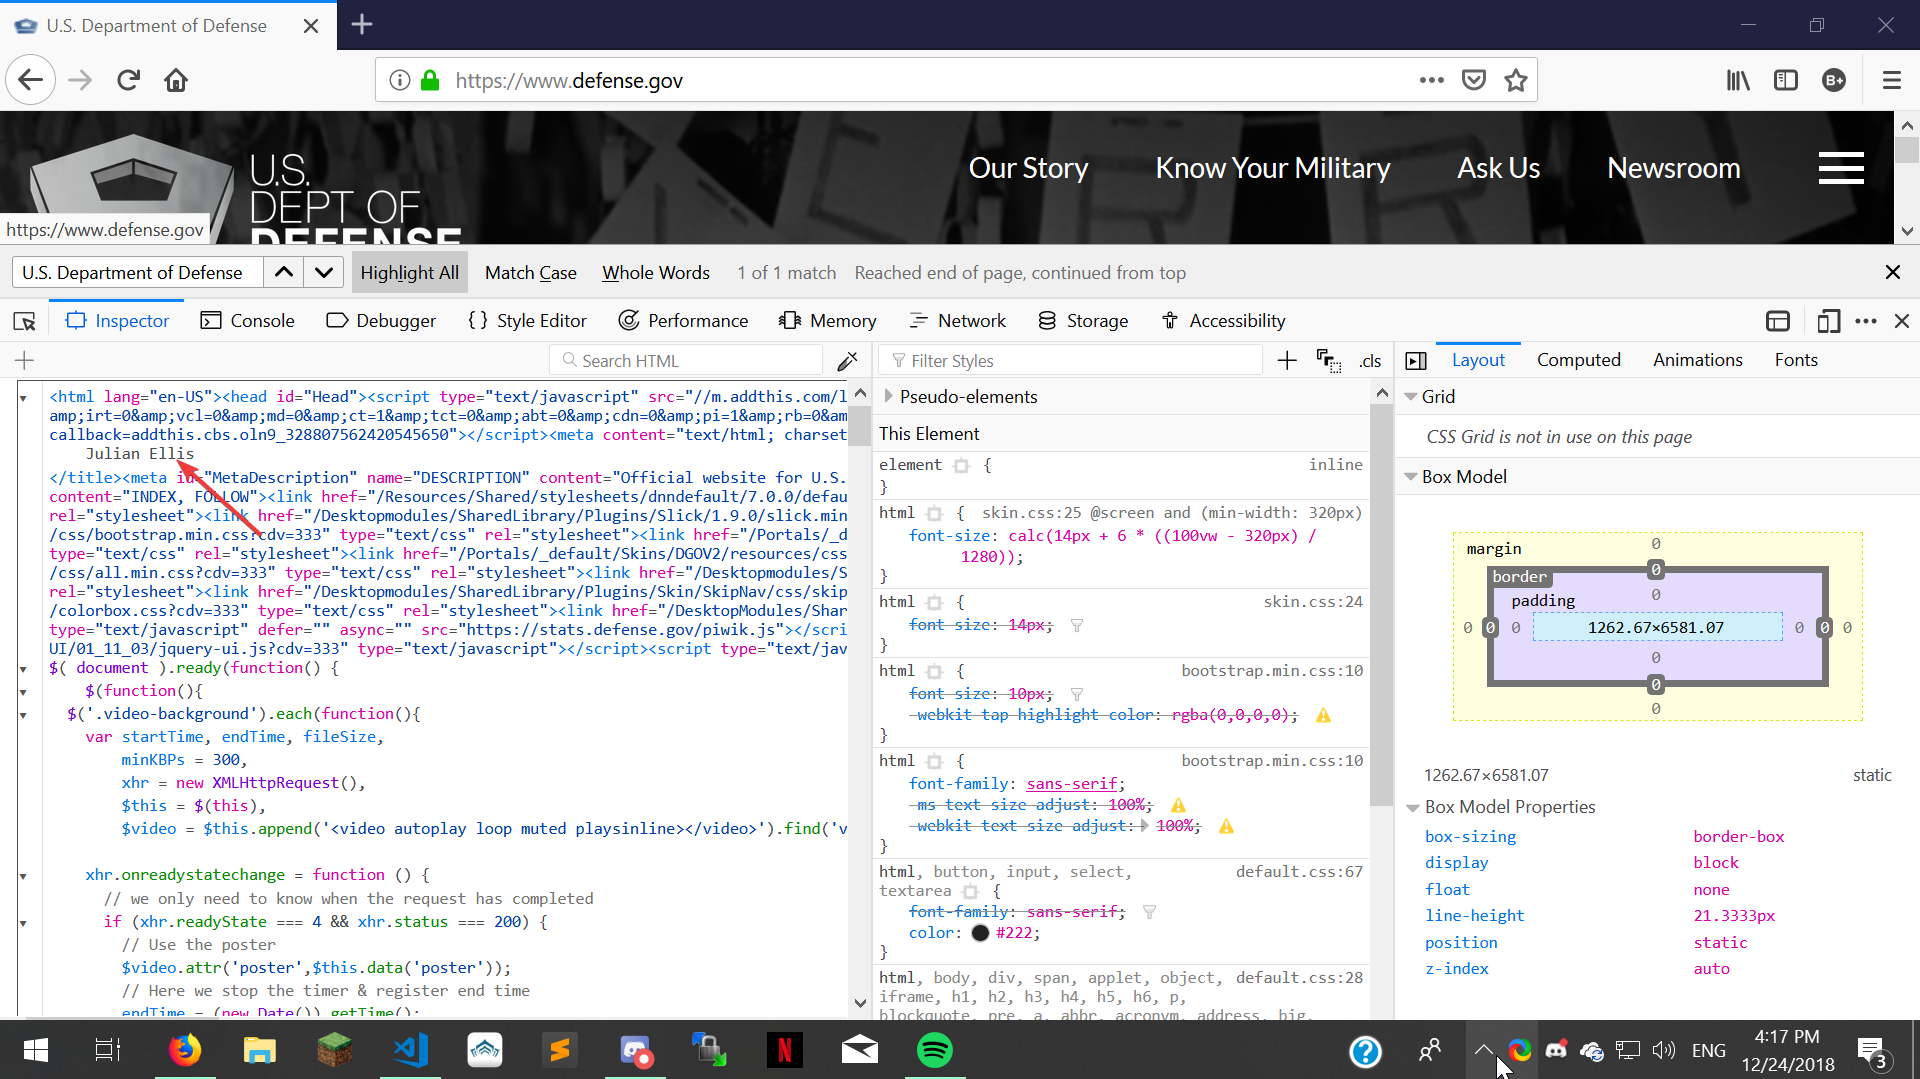 U.S. Department of Defense
https://www.defense.gov
U.S.
DEPT OF
DEFENSE
Our Story
Know Your Military
Ask Us
Newsroom
https://www.defense.gov
U.S. Department of Defense
Highlight All
Match Case
Whole Words
1 of 1 match
Reached end of page, continued from top
Inspector
Console
Debugger
{} Style Editor
Performance
Memory
Network
Storage
Accessibility
Search HTML
<html lang="en-US"><head id="Head"><script type="text/javascript" src="//m.addthis.com/l
amp;irt=0&amp;vcl=0&amp;md=0&amp;ct=1&amp;tct=0&amp;abt=0&amp;cdn=0&amp;pi=1&amp;rb=0&amp
callback=addthis.cbs.oln9_328807562420545650"></script><meta content="text/html; charset
Julian Ellis
</title><meta id="MetaDescription" name="DESCRIPTION" content="Official website for U.S.
content="INDEX, FOLLOW"><link href="/Resources/Shared/stylesheets/dnndefault/7.0.0/defau
rel="stylesheet"><link href="/Desktopmodules/SharedLibrary/Plugins/Slick/1.9.0/slick.min
/css/bootstrap.min.css?cdv=333" type="text/css" rel="stylesheet"><link href="/Portals/_d
type="text/css" rel="stylesheet"><link href="/Portals/_default/Skins/DGOV2/resources/css
/css/all.min.css?cdv=333" type="text/css" rel="stylesheet"><link href="/Desktopmodules/S
rel="stylesheet"><link href="/Desktopmodules/SharedLibrary/Plugins/Skin/SkipNav/css/skip
/colorbox.css?cdv=333" type="text/css" rel="stylesheet"><link href="/DesktopModules/Shar
type="text/javascript" defer="" async="" src="https://stats.defense.gov/piwik.js"></scri
UI/01_11_03/jquery-ui.js?cdv=333" type="text/javascript"></script><script type="text/jav
$( document ).ready(function() {
$(function(){
$('.video-background').each(function(){
var startTime, endTime, fileSize,
minKBPs = 300,
xhr = new XMLHttpRequest(),
$this = $(this),
$video = $this.append('<video autoplay loop muted playsinline></video>').find('v
xhr.onreadystatechange = function () {
// we only need to know when the request has completed
if (xhr.readyState === 4 && xhr.status === 200) {
// Use the poster
$video.attr('poster',$this.data('poster'));
// Here we stop the timer & register end time
endTime = (new Date()).getTime();
Filter Styles
.cls
Pseudo-elements
This Element
element { inline
}
html { skin.css:25 @screen and (min-width: 320px)
font-size: calc(14px + 6 * ((100vw - 320px) /
1280));
}
html { skin.css:24
font-size: 14px;
}
html { bootstrap.min.css:10
font-size: 10px;
-webkit-tap-highlight-color: rgba(0,0,0,0);
}
html { bootstrap.min.css:10
font-family: sans-serif;
-ms-text-size-adjust: 100%;
-webkit-text-size-adjust: 100%;
}
html, button, input, select, default.css:67
textarea {
font-family: sans-serif;
color: #222;
}
html, body, div, span, applet, object, default.css:28
iframe, h1, h2, h3, h4, h5, h6, p,
blockquote, pre, a, abbr, acronym, address, big,
Layout
Computed
Animations
Fonts
Grid
CSS Grid is not in use on this page
Box Model
margin
0
border
0
padding
0
0 0 0 1262.67×6581.07 0 0 0
0
0
0
1262.67×6581.07 static
Box Model Properties
box-sizing border-box
display block
float none
line-height 21.3333px
position static
z-index auto
ENG
4:17 PM
12/24/2018
3